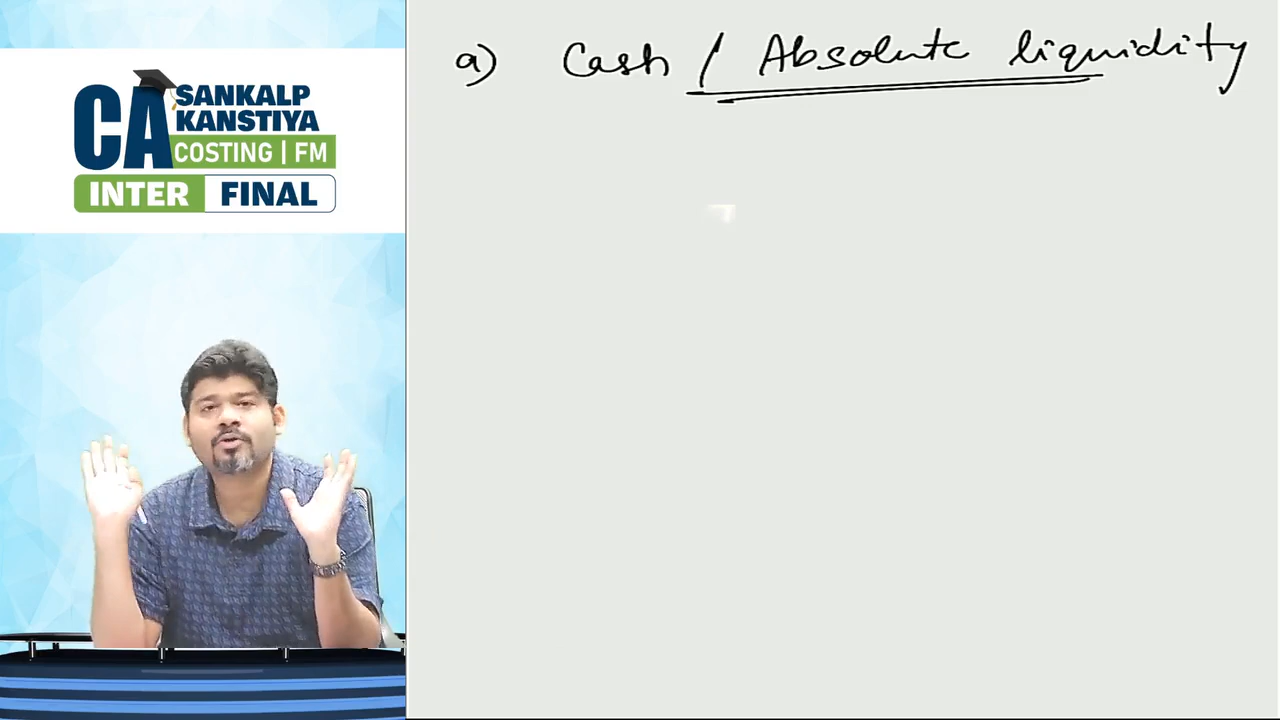 CA SANKALP
KANSTIYA
COSTING | FM
INTER FINAL
a) Cash / Absolute liquidity